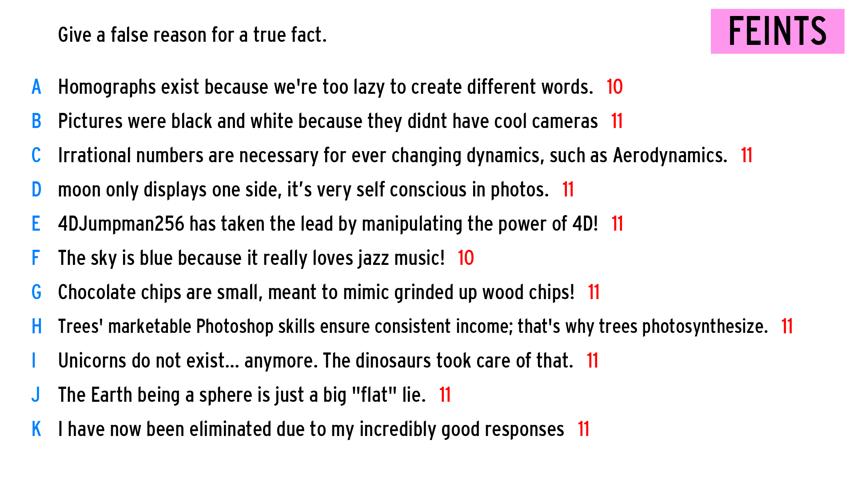 Give a false reason for a true fact.
FEINTS
A Homographs exist because we're too lazy to create different words. 10
B Pictures were black and white because they didnt have cool cameras 11
C Irrational numbers are necessary for ever changing dynamics, such as Aerodynamics. 11
D moon only displays one side, it’s very self conscious in photos. 11
E 4DJumpman256 has taken the lead by manipulating the power of 4D! 11
F The sky is blue because it really loves jazz music! 10
G Chocolate chips are small, meant to mimic grinded up wood chips! 11
H Trees' marketable Photoshop skills ensure consistent income; that's why trees photosynthesize. 11
I Unicorns do not exist... anymore. The dinosaurs took care of that. 11
J The Earth being a sphere is just a big "flat" lie. 11
K I have now been eliminated due to my incredibly good responses 11